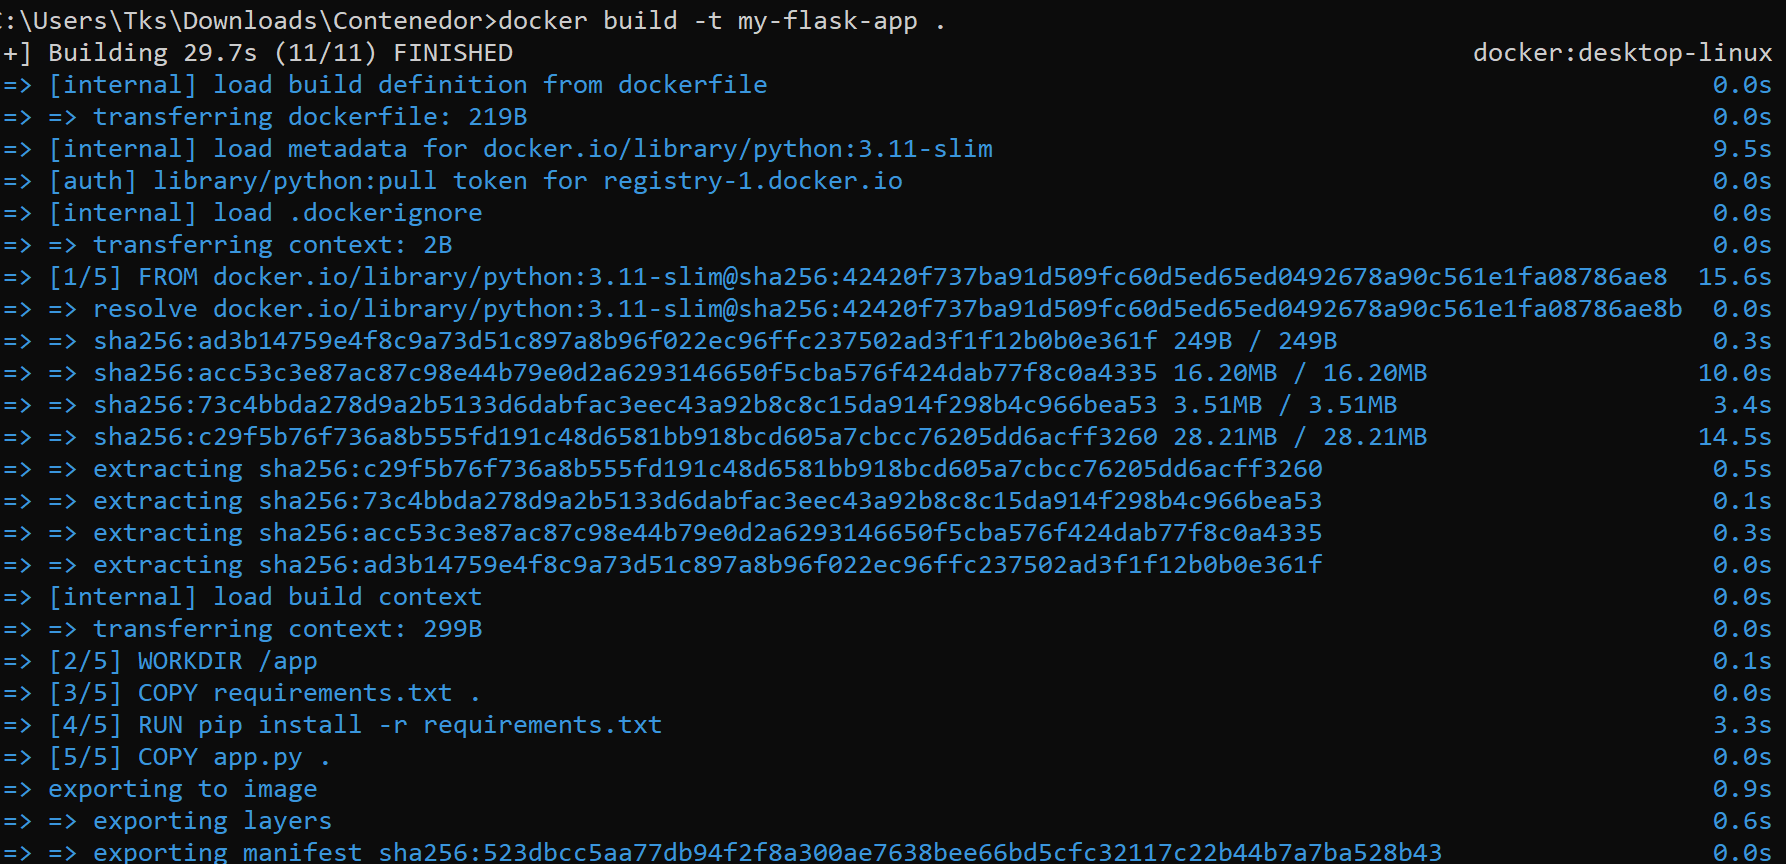 :\Users\Tks\Downloads\Contenedor>docker build -t my-flask-app .
+] Building 29.7s (11/11) FINISHED docker:desktop-linux
=> [internal] load build definition from dockerfile 0.0s
=> => transferring dockerfile: 219B 0.0s
=> [internal] load metadata for docker.io/library/python:3.11-slim 9.5s
=> [auth] library/python:pull token for registry-1.docker.io 0.0s
=> [internal] load .dockerignore 0.0s
=> => transferring context: 2B 0.0s
=> [1/5] FROM docker.io/library/python:3.11-slim@sha256:42420f737ba91d509fc60d5ed65ed0492678a90c561e1fa08786ae8 15.6s
=> => resolve docker.io/library/python:3.11-slim@sha256:42420f737ba91d509fc60d5ed65ed0492678a90c561e1fa08786ae8b 0.0s
=> => sha256:ad3b14759e4f8c9a73d51c897a8b96f022ec96ffc237502ad3f1f12b0b0e361f 249B / 249B 0.3s
=> => sha256:acc53c3e87ac87c98e44b79e0d2a6293146650f5cba576f424dab77f8c0a4335 16.20MB / 16.20MB 10.0s
=> => sha256:73c4bbda278d9a2b5133d6dabfac3eec43a92b8c8c15da914f298b4c966bea53 3.51MB / 3.51MB 3.4s
=> => sha256:c29f5b76f736a8b555fd191c48d6581bb918bcd605a7cbcc76205dd6acff3260 28.21MB / 28.21MB 14.5s
=> => extracting sha256:c29f5b76f736a8b555fd191c48d6581bb918bcd605a7cbcc76205dd6acff3260 0.5s
=> => extracting sha256:73c4bbda278d9a2b5133d6dabfac3eec43a92b8c8c15da914f298b4c966bea53 0.1s
=> => extracting sha256:acc53c3e87ac87c98e44b79e0d2a6293146650f5cba576f424dab77f8c0a4335 0.3s
=> => extracting sha256:ad3b14759e4f8c9a73d51c897a8b96f022ec96ffc237502ad3f1f12b0b0e361f 0.0s
=> [internal] load build context 0.0s
=> => transferring context: 299B 0.0s
=> [2/5] WORKDIR /app 0.1s
=> [3/5] COPY requirements.txt . 0.0s
=> [4/5] RUN pip install -r requirements.txt 3.3s
=> [5/5] COPY app.py . 0.0s
=> exporting to image 0.9s
=> => exporting layers 0.6s
=> => exporting manifest sha256:523dbcc5aa77db94f2f8a300ae7638bee66bd5cfc32117c22b44b7a7ba528b43 0.0s